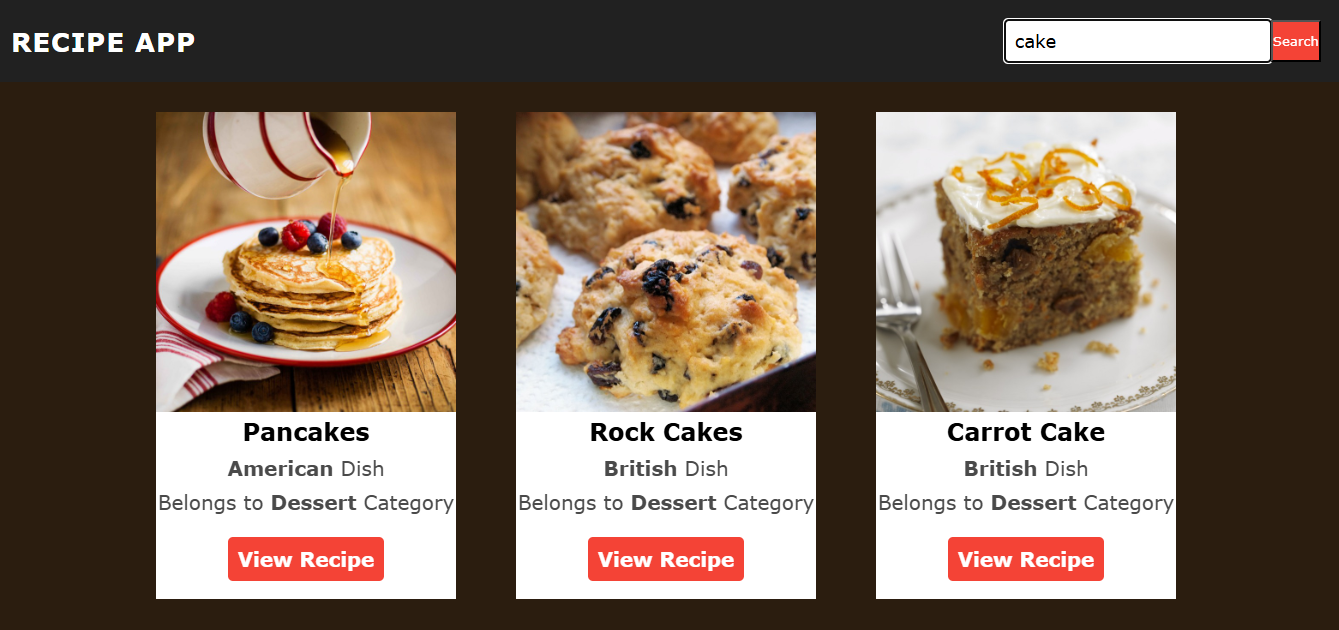 RECIPE APP
cake
Search
Pancakes
American Dish
Belongs to Dessert Category
View Recipe
Rock Cakes
British Dish
Belongs to Dessert Category
View Recipe
Carrot Cake
British Dish
Belongs to Dessert Category
View Recipe